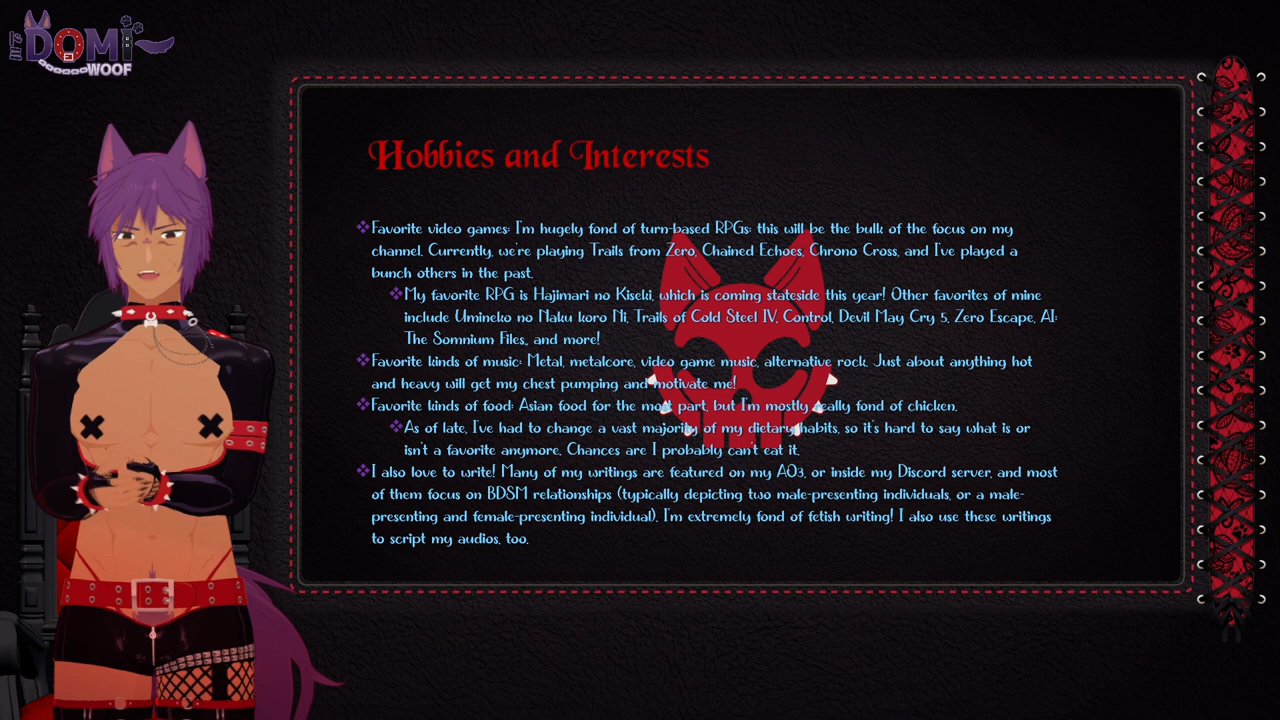 Mr.
DOMI
WOOF
Hobbies and Interests
Favorite video games: I'm hugely fond of turn-based RPGs: this will be the bulk of the focus on my
channel. Currently, we're playing Trails from Zero, Chained Echoes, Chrono Cross, and I've played a
bunch others in the past.
My favorite RPG is Hajimari no Kiseki, which is coming stateside this year! Other favorites of mine
include Umineko no Naku koro Ni, Trails of Cold Steel IV, Control, Devil May Cry 5, Zero Escape, AI:
The Somnium Files,, and more!
Favorite kinds of music: Metal, metalcore, video game music, alternative rock. Just about anything hot
and heavy will get my chest pumping and motivate me!
Favorite kinds of food: Asian food for the most part, but I'm mostly really fond of chicken.
As of late, I've had to change a vast majority of my dietary habits, so it's hard to say what is or
isn't a favorite anymore. Chances are I probably can't eat it.
I also love to write! Many of my writings are featured on my AO3, or inside my Discord server, and most
of them focus on BDSM relationships (typically depicting two male-presenting individuals, or a male-
presenting and female-presenting individual). I'm extremely fond of fetish writing! I also use these writings
to script my audios, too.